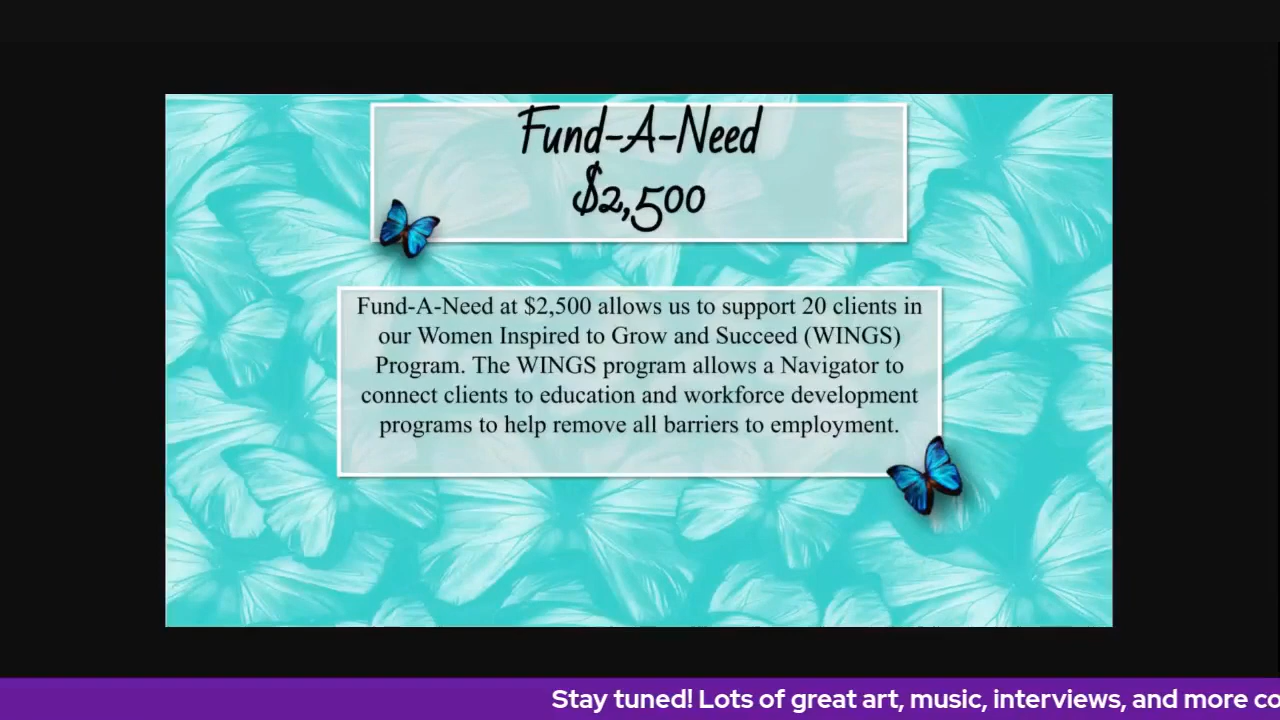 Fund-A-Need
$2,500
Fund-A-Need at $2,500 allows us to support 20 clients in
our Women Inspired to Grow and Succeed (WINGS)
Program. The WINGS program allows a Navigator to
connect clients to education and workforce development
programs to help remove all barriers to employment.
Stay tuned! Lots of great art, music, interviews, and more